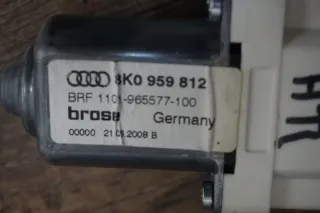 8K0 959 812
BRF 1101-965577-100
brose Germany
00000 21.08.2008 B